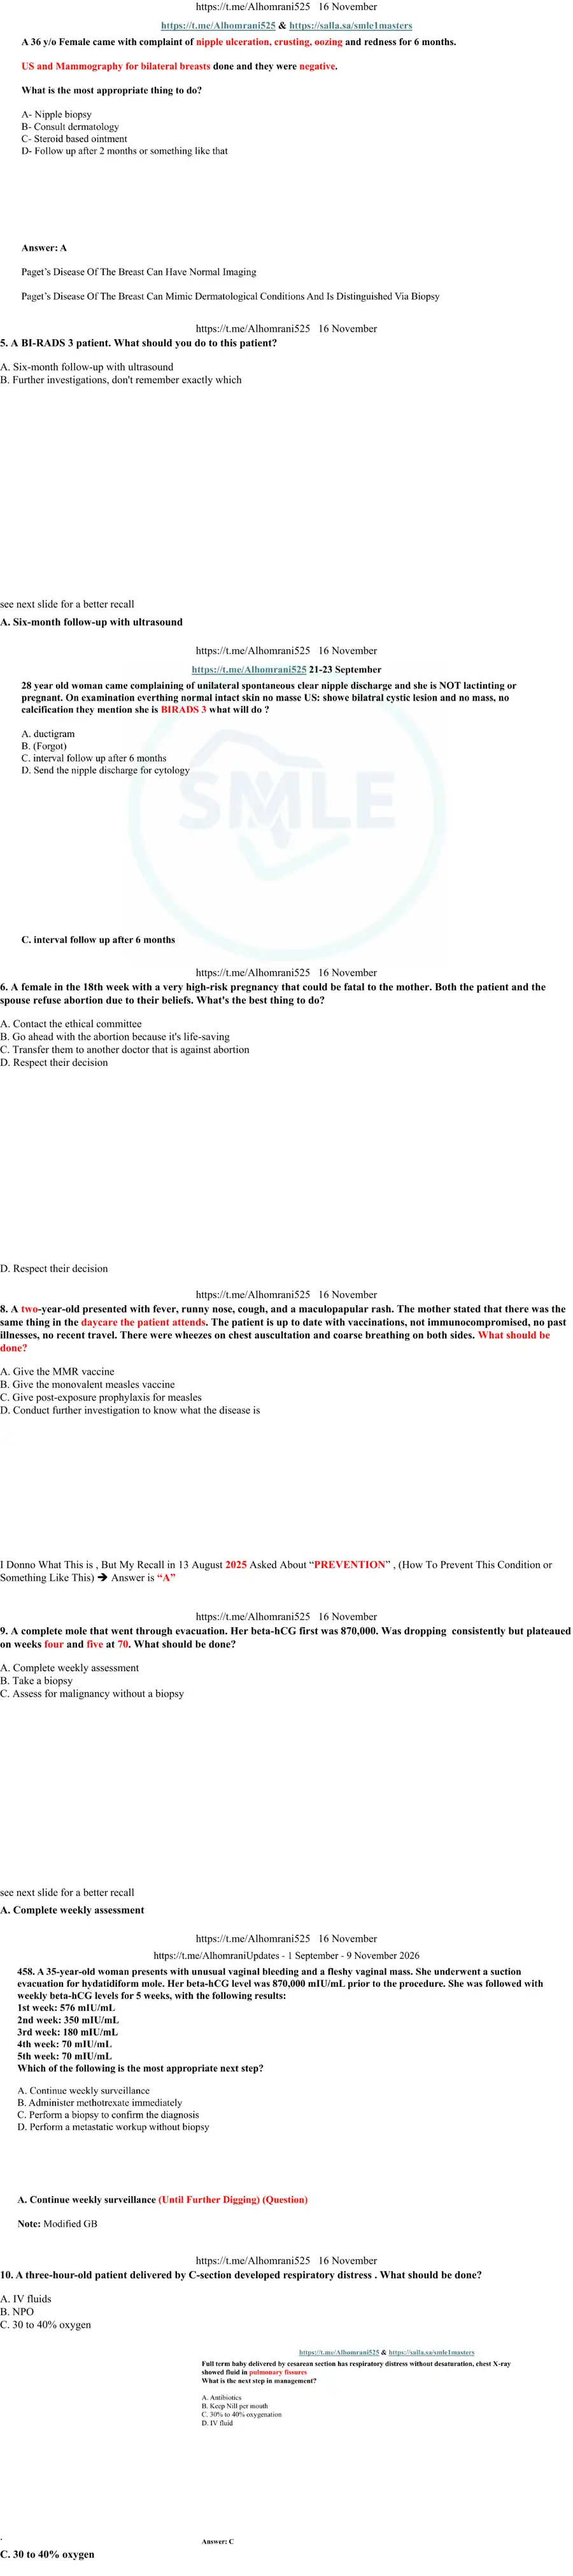 https://t.me/Alhomrani525 16 November
https://t.me/Alhomrani525 & https://salla.sa/smle1masters
A 36 y/o Female came with complaint of nipple ulceration, crusting, oozing and redness for 6 months.
US and Mammography for bilateral breasts done and they were negative.
What is the most appropriate thing to do?
A- Nipple biopsy
B- Consult dermatology
C- Steroid based ointment
D- Follow up after 2 months or something like that
Answer: A
Paget's Disease Of The Breast Can Have Normal Imaging
Paget's Disease Of The Breast Can Mimic Dermatological Conditions And Is Distinguished Via Biopsy
https://t.me/Alhomrani525 16 November
5. A BI-RADS 3 patient. What should you do to this patient?
A. Six-month follow-up with ultrasound
B. Further investigations, don't remember exactly which
see next slide for a better recall
A. Six-month follow-up with ultrasound
https://t.me/Alhomrani525 16 November
https://t.me/Alhomrani525 21-23 September
28 year old woman came complaining of unilateral spontaneous clear nipple discharge and she is NOT lactinting or
pregnant. On examination everthing normal intact skin no masse US: showe bilatral cystic lesion and no mass, no
calcification they mention she is BIRADS 3 what will do ?
A. ductigram
B. (Forgot)
C. interval follow up after 6 months
D. Send the nipple discharge for cytology
SMLE
C. interval follow up after 6 months
https://t.me/Alhomrani525 16 November
6. A female in the 18th week with a very high-risk pregnancy that could be fatal to the mother. Both the patient and the
spouse refuse abortion due to their beliefs. What's the best thing to do?
A. Contact the ethical committee
B. Go ahead with the abortion because it's life-saving
C. Transfer them to another doctor that is against abortion
D. Respect their decision
D. Respect their decision
https://t.me/Alhomrani525 16 November
8. A two-year-old presented with fever, runny nose, cough, and a maculopapular rash. The mother stated that there was the
same thing in the daycare the patient attends. The patient is up to date with vaccinations, not immunocompromised, no past
illnesses, no recent travel. There were wheezes on chest auscultation and coarse breathing on both sides. What should be
done?
A. Give the MMR vaccine
B. Give the monovalent measles vaccine
C. Give post-exposure prophylaxis for measles
D. Conduct further investigation to know what the disease is
I Donno What This is , But My Recall in 13 August 2025 Asked About “PREVENTION” , (How To Prevent This Condition or
Something Like This) ➔ Answer is “A”
https://t.me/Alhomrani525 16 November
9. A complete mole that went through evacuation. Her beta-hCG first was 870,000. Was dropping consistently but plateaued
on weeks four and five at 70. What should be done?
A. Complete weekly assessment
B. Take a biopsy
C. Assess for malignancy without a biopsy
see next slide for a better recall
A. Complete weekly assessment
https://t.me/Alhomrani525 16 November
https://t.me/AlhomraniUpdates - 1 September - 9 November 2026
458. A 35-year-old woman presents with unusual vaginal bleeding and a fleshy vaginal mass. She underwent a suction
evacuation for hydatidiform mole. Her beta-hCG level was 870,000 mIU/mL prior to the procedure. She was followed with
weekly beta-hCG levels for 5 weeks, with the following results:
1st week: 576 mIU/mL
2nd week: 350 mIU/mL
3rd week: 180 mIU/mL
4th week: 70 mIU/mL
5th week: 70 mIU/mL
Which of the following is the most appropriate next step?
A. Continue weekly surveillance
B. Administer methotrexate immediately
C. Perform a biopsy to confirm the diagnosis
D. Perform a metastatic workup without biopsy
A. Continue weekly surveillance (Until Further Digging) (Question)
Note: Modified GB
https://t.me/Alhomrani525 16 November
10. A three-hour-old patient delivered by C-section developed respiratory distress . What should be done?
A. IV fluids
B. NPO
C. 30 to 40% oxygen
https://t.me/Alhomrani525 & https://salla.sa/smle1masters
Full term baby delivered by cesarean section has respiratory distress without desaturation, chest X-ray
showed fluid in pulmonary fissures
What is the next step in management?
A. Antibiotics
B. Keep Nill per mouth
C. 30% to 40% oxygenation
D. IV fluid
.
Answer: C
C. 30 to 40% oxygen